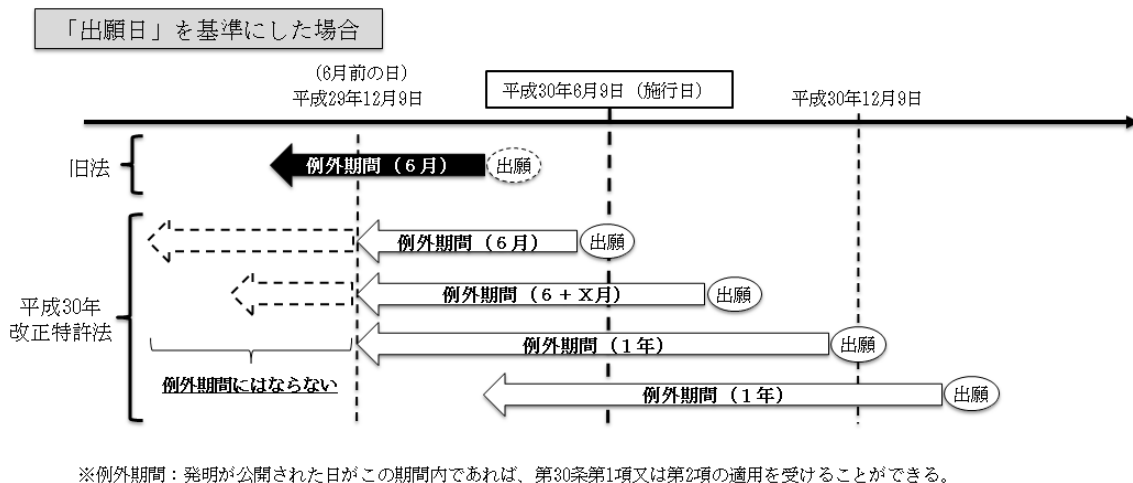 「出願日」を基準にした場合
(6月前の日)
平成29年12月9日
平成30年6月9日（施行日）
平成30年12月9日
旧法
例外期間（6月）
出願
例外期間（6月）
出願
平成30年
改正特許法
例外期間（6＋X月）
出願
例外期間（1年）
出願
例外期間にはならない
例外期間（1年）
出願
※例外期間：発明が公開された日がこの期間内であれば、第30条第1項又は第2項の適用を受けることができる。